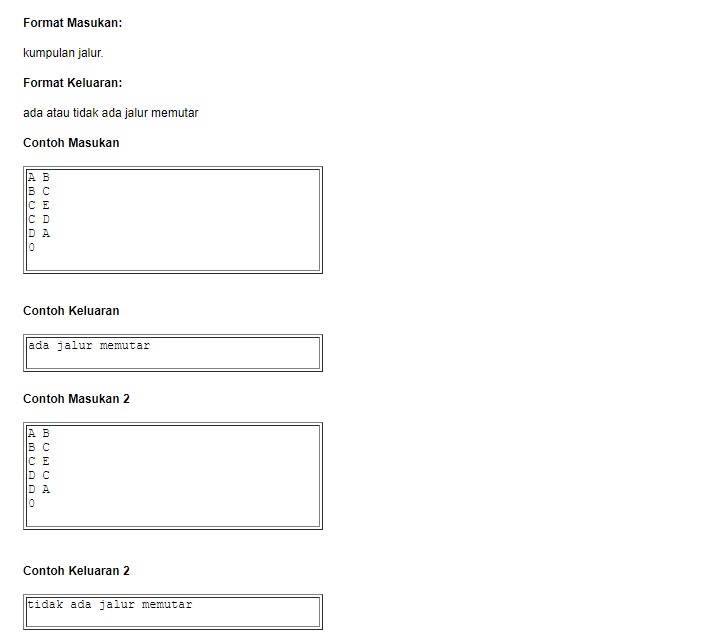 Format Masukan:
kumpulan jalur.
Format Keluaran:
ada atau tidak ada jalur memutar
Contoh Masukan
A B
B C
C E
C D
D A
0
Contoh Keluaran
ada jalur memutar
Contoh Masukan 2
A B
B C
C E
D C
D A
0
Contoh Keluaran 2
tidak ada jalur memutar